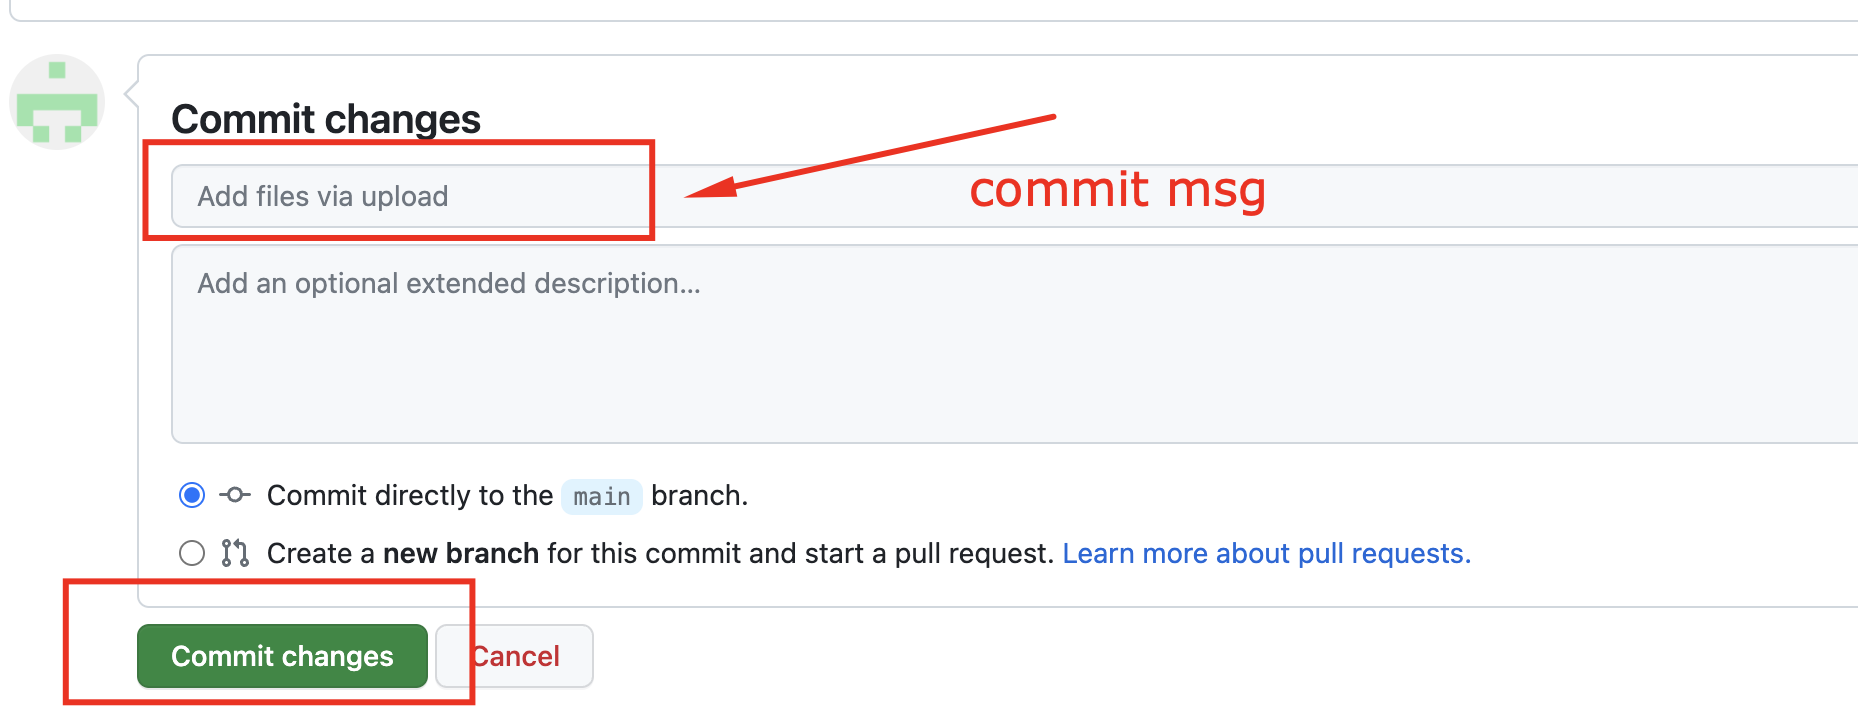 Commit changes
Add files via upload
commit msg
Add an optional extended description...
Commit directly to the main branch.
Create a new branch for this commit and start a pull request. Learn more about pull requests.
Commit changes
Cancel